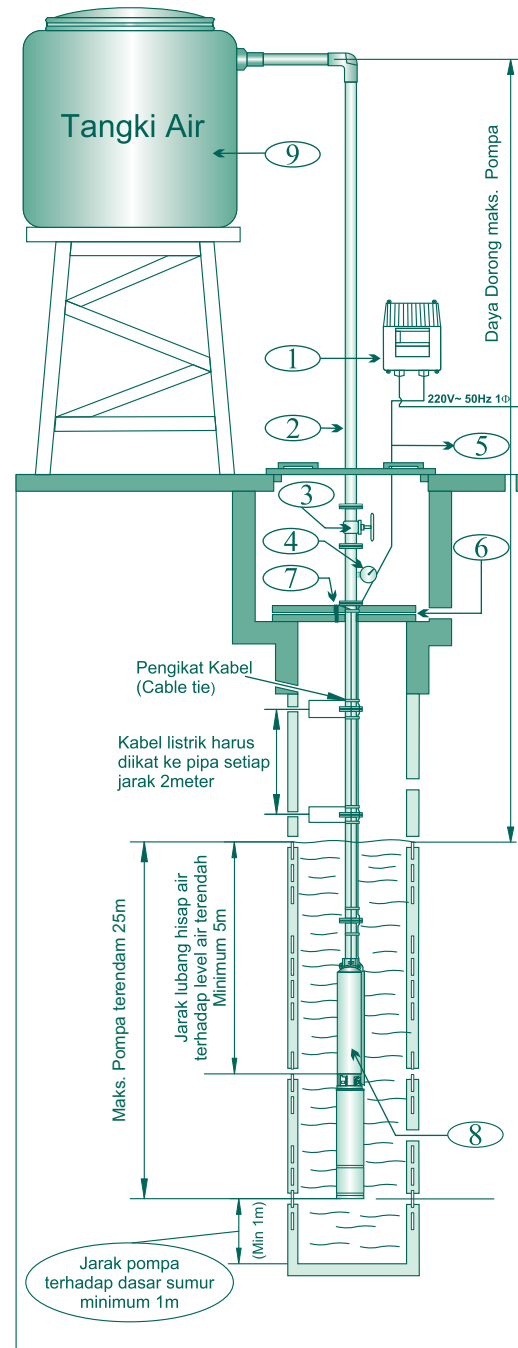 Tangki Air
9
Daya Dorong maks. Pompa
1
220V~ 50Hz 1Φ
2
5
3
4
6
7
Pengikat Kabel
(Cable tie)
Kabel listrik harus
diikat ke pipa setiap
jarak 2meter
Maks. Pompa terendam 25m
Jarak lubang hisap air
terhadap level air terendah
Minimum 5m
8
(Min 1m)
Jarak pompa
terhadap dasar sumur
minimum 1m